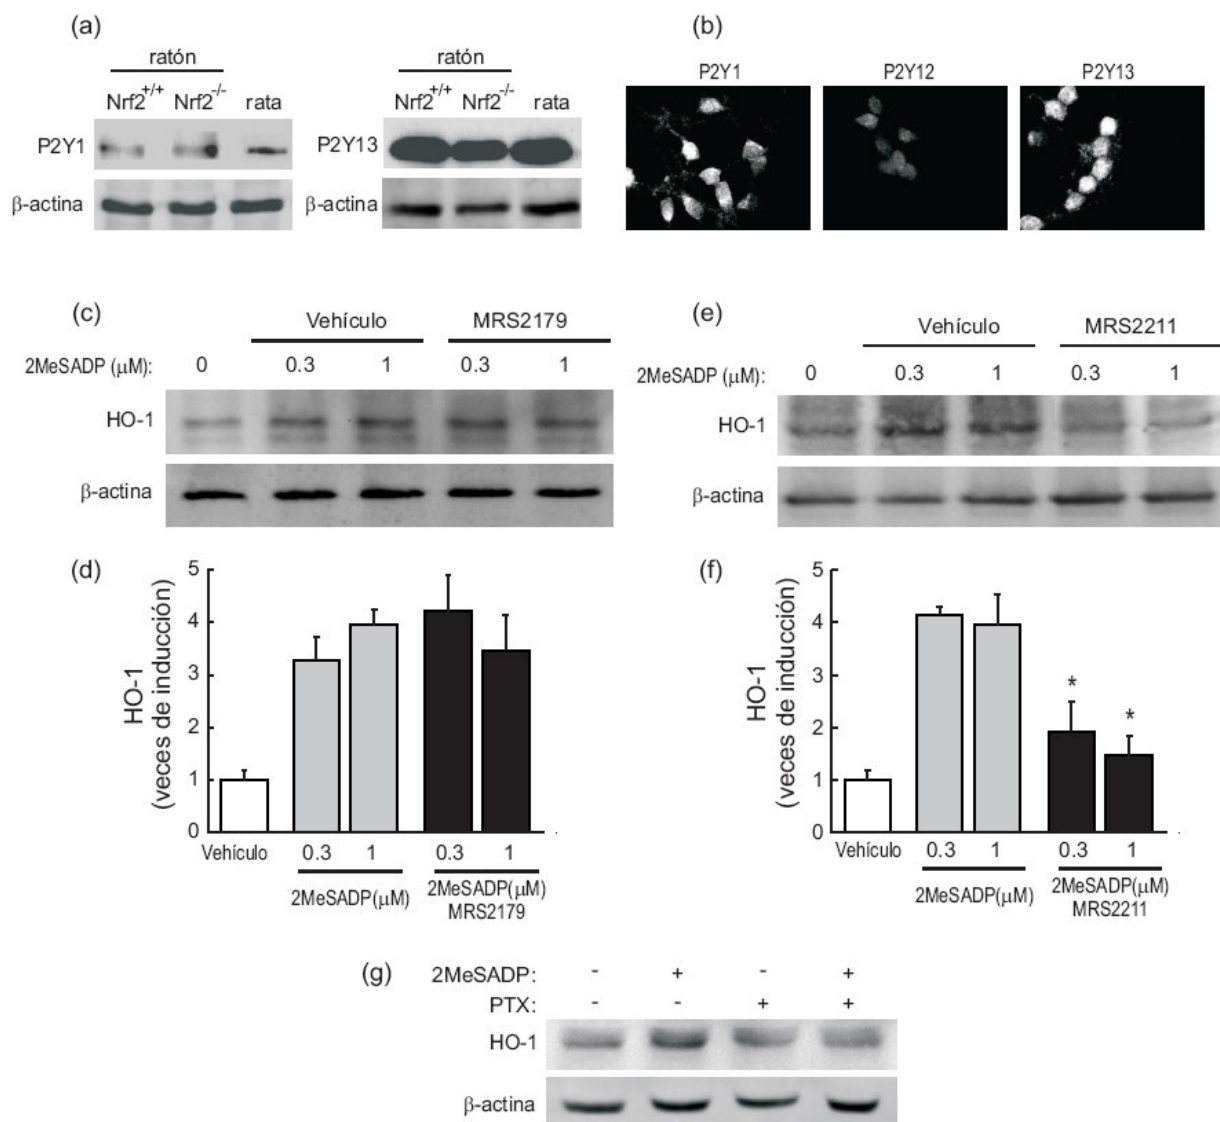 (a)
ratón
Nrf2+/+ Nrf2-/- rata
P2Y1
β-actina
ratón
Nrf2+/+ Nrf2-/- rata
P2Y13
β-actina
(b)
P2Y1 P2Y12 P2Y13
(c)
Vehículo MRS2179
2MeSADP (μM): 0 0.3 1 0.3 1
HO-1
β-actina
(e)
Vehículo MRS2211
2MeSADP (μM): 0 0.3 1 0.3 1
HO-1
β-actina
(d)
HO-1
(veces de inducción)
5
4
3
2
1
0
Vehículo 0.3 1 0.3 1
2MeSADP(μM) 2MeSADP(μM)
MRS2179
(f)
HO-1
(veces de inducción)
5
4
3
2
1
0
* *
Vehículo 0.3 1 0.3 1
2MeSADP(μM) 2MeSADP(μM)
MRS2211
(g)
2MeSADP: - + - +
PTX: - - + +
HO-1
β-actina